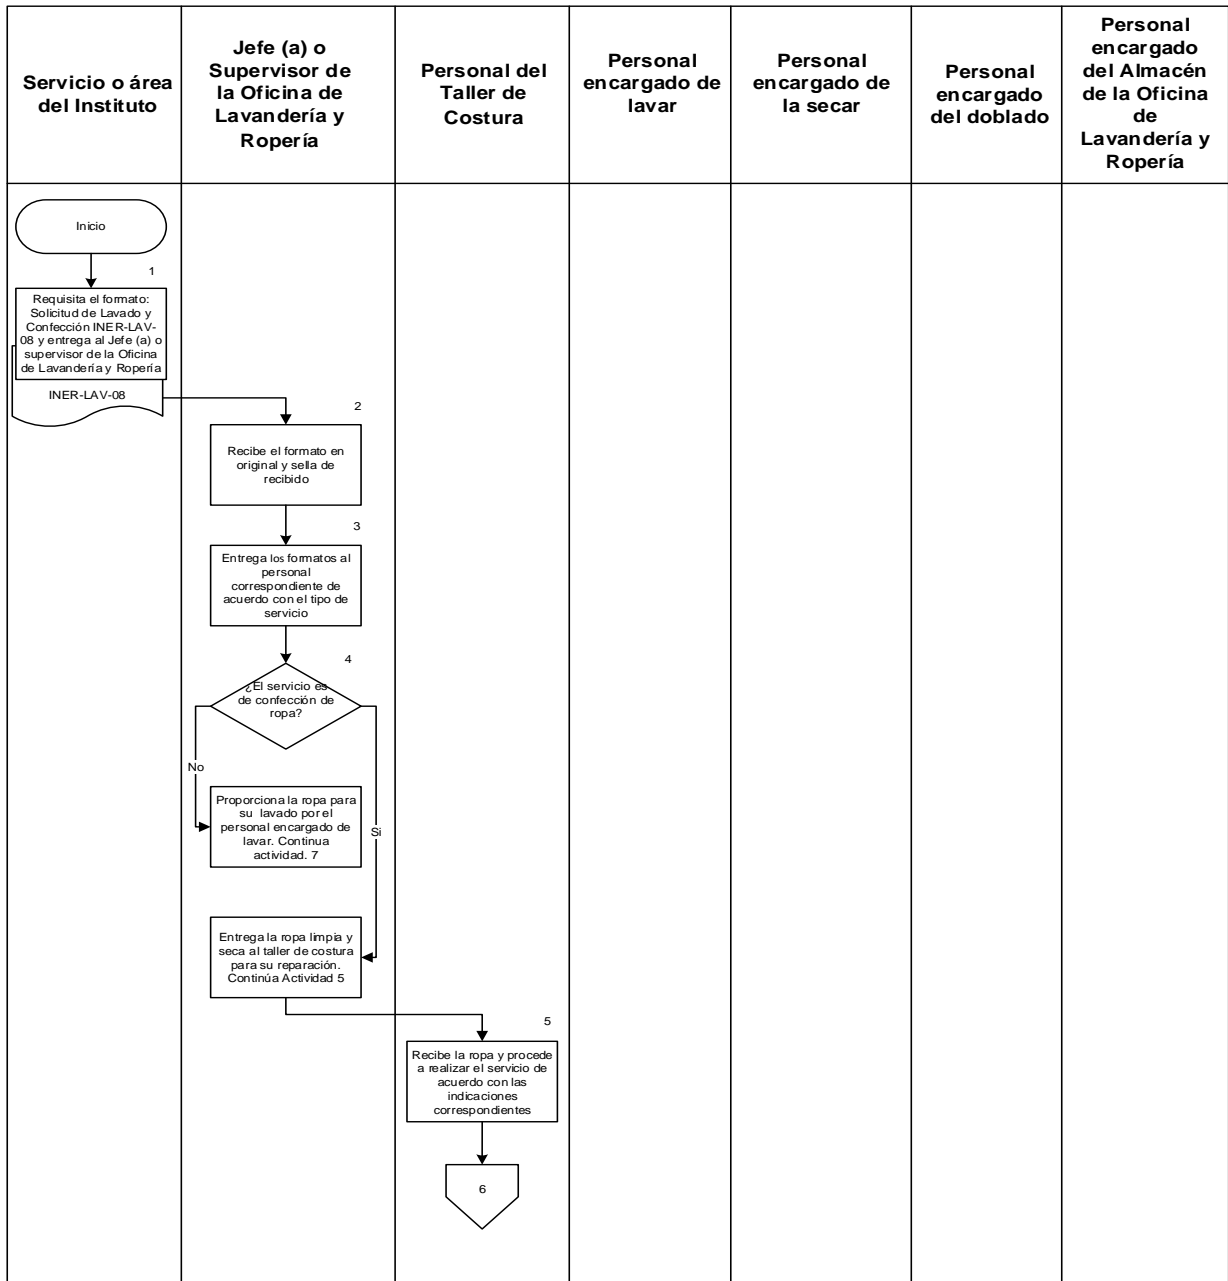 Servicio o área
del Instituto
Jefe (a) o
Supervisor de
la Oficina de
Lavandería y
Ropería
Personal del
Taller de
Costura
Personal
encargado de
lavar
Personal
encargado de
la secar
Personal
encargado
del doblado
Personal
encargado
del Almacén
de la Oficina
de
Lavandería y
Ropería
Inicio
1
Requisita el formato:
Solicitud de Lavado y
Confección INER-LAV-
08 y entrega al Jefe (a) o
supervisor de la Oficina
de Lavandería y Ropería
INER-LAV-08
2
Recibe el formato en
original y sella de
recibido
3
Entrega los formatos al
personal
correspondiente de
acuerdo con el tipo de
servicio
4
¿El servicio es
de confección de
ropa?
No
Si
Proporciona la ropa para
su lavado por el
personal encargado de
lavar. Continua
actividad. 7
Entrega la ropa limpia y
seca al taller de costura
para su reparación.
Continúa Actividad 5
5
Recibe la ropa y procede
a realizar el servicio de
acuerdo con las
indicaciones
correspondientes
6